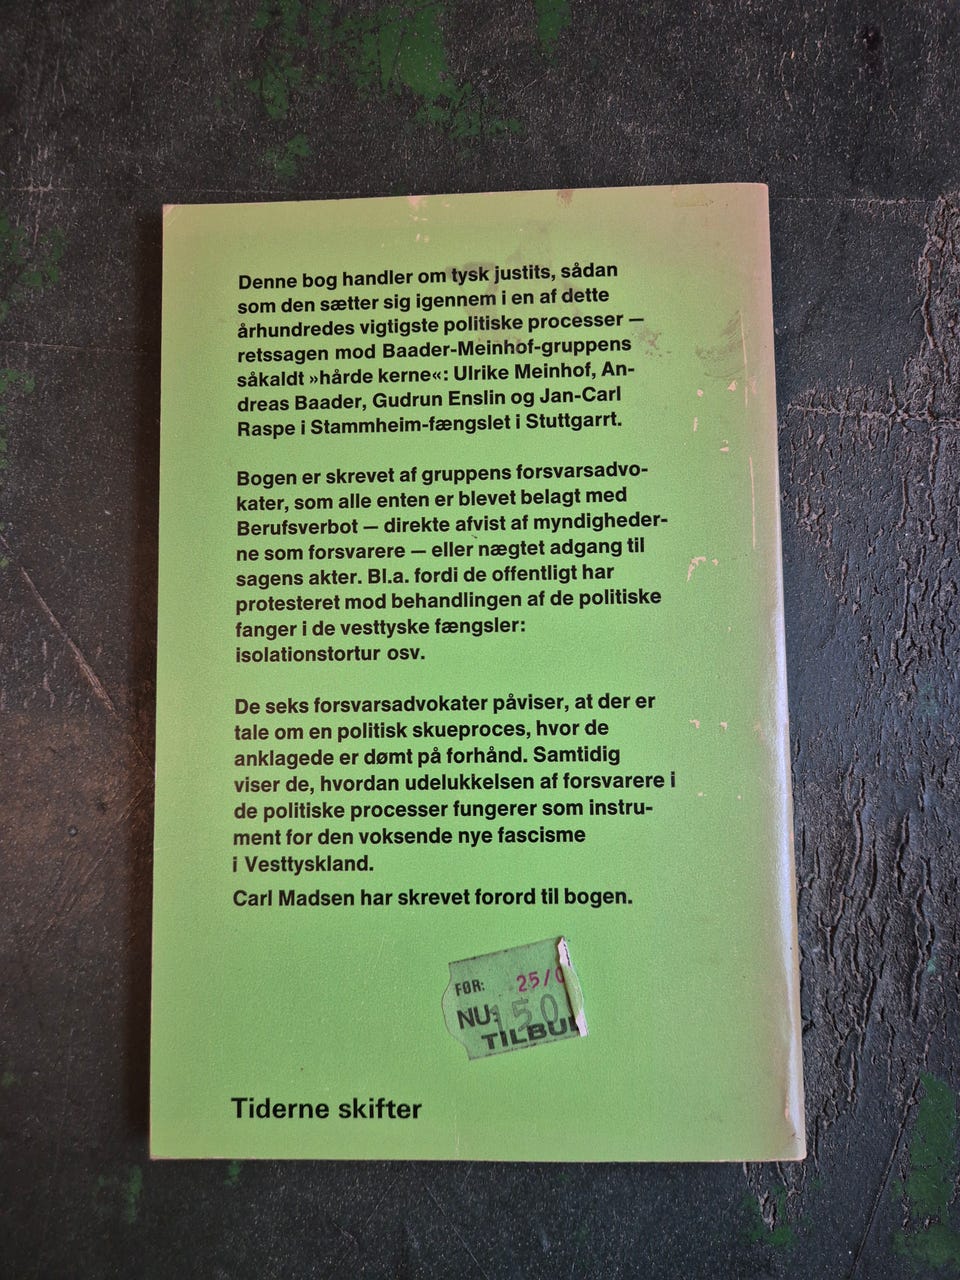 Denne bog handler om tysk justits, sådan
som den sætter sig igennem i en af dette
århundredes vigtigste politiske processer —
retssagen mod Baader-Meinhof-gruppens
såkaldt »hårde kerne«: Ulrike Meinhof, An-
dreas Baader, Gudrun Enslin og Jan-Carl
Raspe i Stammheim-fængslet i Stuttgarrt.
Bogen er skrevet af gruppens forsvarsadvo-
kater, som alle enten er blevet belagt med
Berufsverbot — direkte afvist af myndigheder-
ne som forsvarere — eller nægtet adgang til
sagens akter. Bl.a. fordi de offentligt har
protesteret mod behandlingen af de politiske
fanger i de vesttyske fængsler:
isolationstortur osv.
De seks forsvarsadvokater påviser, at der er
tale om en politisk skueproces, hvor de
anklagede er dømt på forhånd. Samtidig
viser de, hvordan udelukkelsen af forsvarere i
de politiske processer fungerer som instru-
ment for den voksende nye fascisme
i Vesttyskland.
Carl Madsen har skrevet forord til bogen.
FØR: 25/0
NU: 150
TILBU
Tiderne skifter